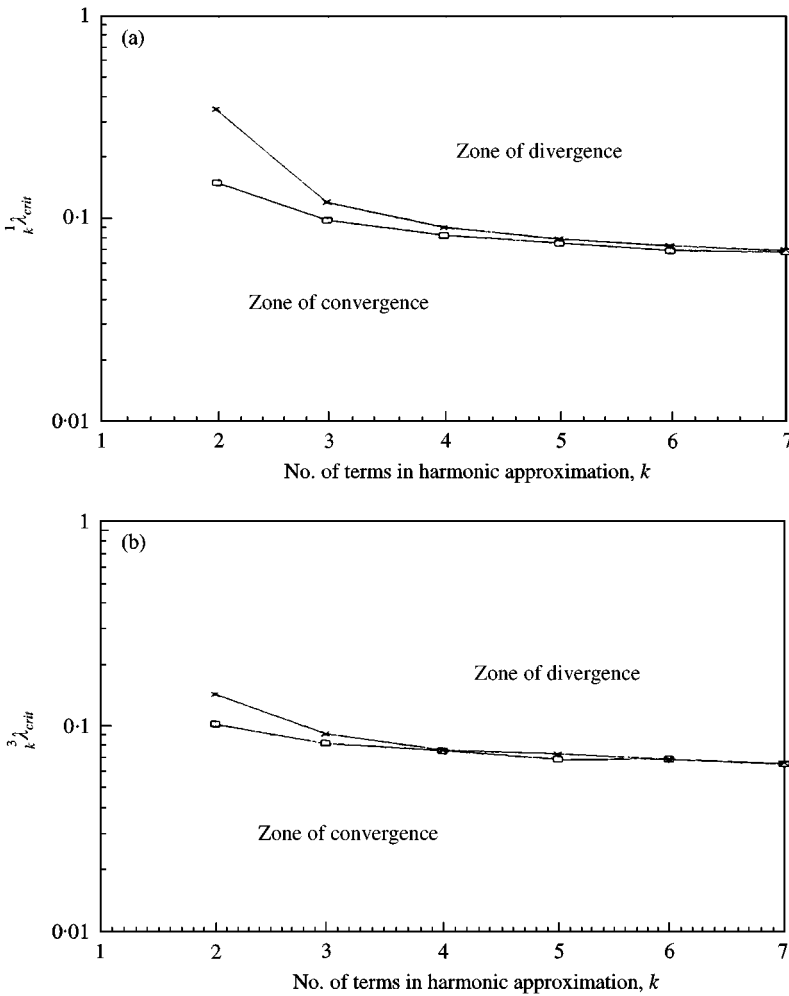 (a)
1
Zone of divergence
0·1
¹ₖλcrit
Zone of convergence
0·01
1 2 3 4 5 6 7
No. of terms in harmonic approximation, k
(b)
1
Zone of divergence
0·1
³ₖλcrit
Zone of convergence
0·01
1 2 3 4 5 6 7
No. of terms in harmonic approximation, k